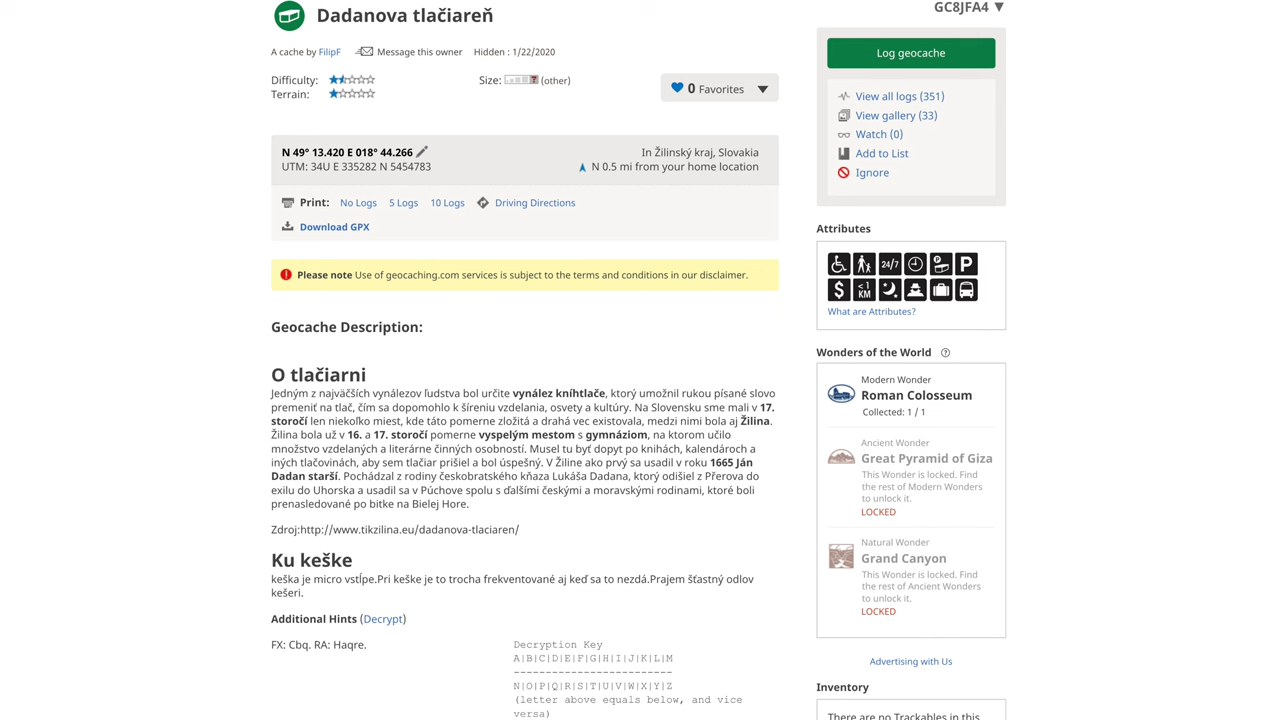 Dadanova tlačiareň
GC8JFA4 ▼
A cache by FilipF
Message this owner
Hidden : 1/22/2020
Difficulty:
Terrain:
Size:
(other)
0 Favorites
N 49° 13.420 E 018° 44.266
UTM: 34U E 335282 N 5454783
In Žilinský kraj, Slovakia
N 0.5 mi from your home location
Print: No Logs 5 Logs 10 Logs Driving Directions
Download GPX
Please note Use of geocaching.com services is subject to the terms and conditions in our disclaimer.
Geocache Description:
O tlačiarni
Jedným z najväčších vynálezov ľudstva bol určite vynález kníhtlače, ktorý umožnil rukou písané slovo
premeniť na tlač, čím sa dopomohlo k šíreniu vzdelania, osvety a kultúry. Na Slovensku sme mali v 17.
storočí len niekoľko miest, kde táto pomerne zložitá a drahá vec existovala, medzi nimi bola aj Žilina.
Žilina bola už v 16. a 17. storočí pomerne vyspelým mestom s gymnáziom, na ktorom učilo
množstvo vzdelaných a literárne činných osobností. Musel tu byť dopyt po knihách, kalendároch a
iných tlačovinách, aby sem tlačiar prišiel a bol úspešný. V Žiline ako prvý sa usadil v roku 1665 Ján
Dadan starší. Pochádzal z rodiny českobratského kňaza Lukáša Dadana, ktorý odišiel z Přerova do
exilu do Uhorska a usadil sa v Púchove spolu s ďalšími českými a moravskými rodinami, ktoré boli
prenasledované po bitke na Bielej Hore.
Zdroj:http://www.tikzilina.eu/dadanova-tlaciaren/
Ku keške
keška je micro vstĺpe.Pri keške je to trocha frekventované aj keď sa to nezdá.Prajem šťastný odlov
kešeri.
Additional Hints (Decrypt)
FX: Cbq. RA: Haqre.
Decryption Key
A|B|C|D|E|F|G|H|I|J|K|L|M
-------------------------
N|O|P|Q|R|S|T|U|V|W|X|Y|Z
(letter above equals below, and vice
versa)
Log geocache
View all logs (351)
View gallery (33)
Watch (0)
Add to List
Ignore
Attributes
24/7
P
$
<1
KM
What are Attributes?
Wonders of the World
Modern Wonder
Roman Colosseum
Collected: 1 / 1
Ancient Wonder
Great Pyramid of Giza
This Wonder is locked. Find
the rest of Modern Wonders
to unlock it.
LOCKED
Natural Wonder
Grand Canyon
This Wonder is locked. Find
the rest of Ancient Wonders
to unlock it.
LOCKED
Advertising with Us
Inventory
There are no Trackables in this